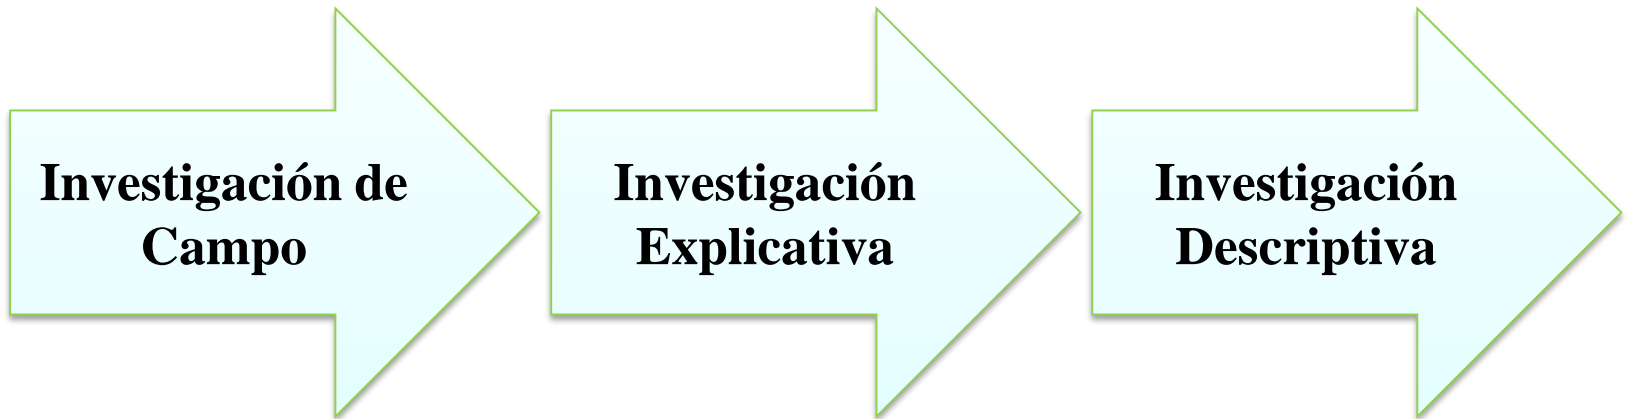 Investigación de
Campo
Investigación
Explicativa
Investigación
Descriptiva